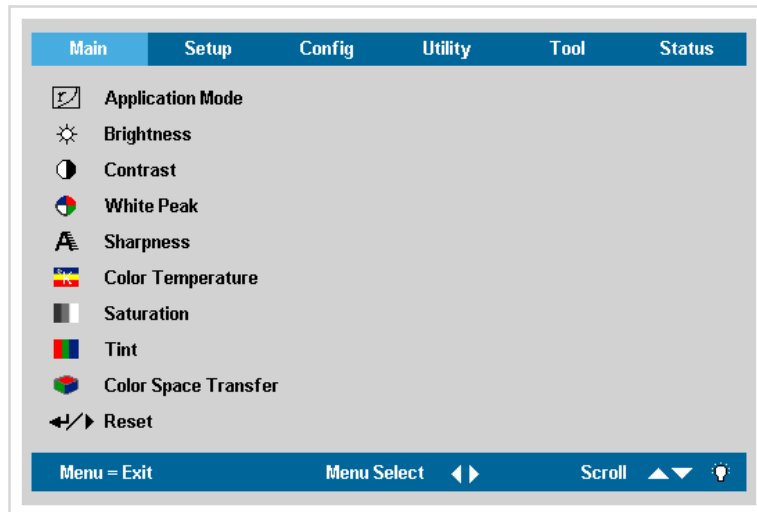 Main Setup Config Utility Tool Status
Application Mode
Brightness
Contrast
White Peak
Sharpness
°K Color Temperature
Saturation
Tint
Color Space Transfer
Reset
Menu = Exit Menu Select Scroll